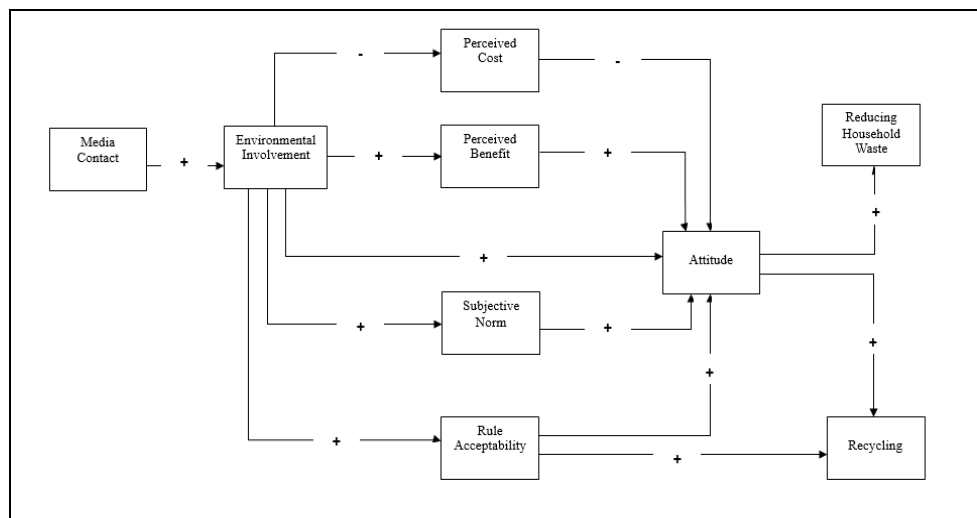 Perceived
Cost
-
-
Media
Contact
+
Environmental
Involvement
+
Perceived
Benefit
+
Reducing
Household
Waste
+
+
Attitude
+
Subjective
Norm
+
+
+
+
Rule
Acceptability
+
Recycling